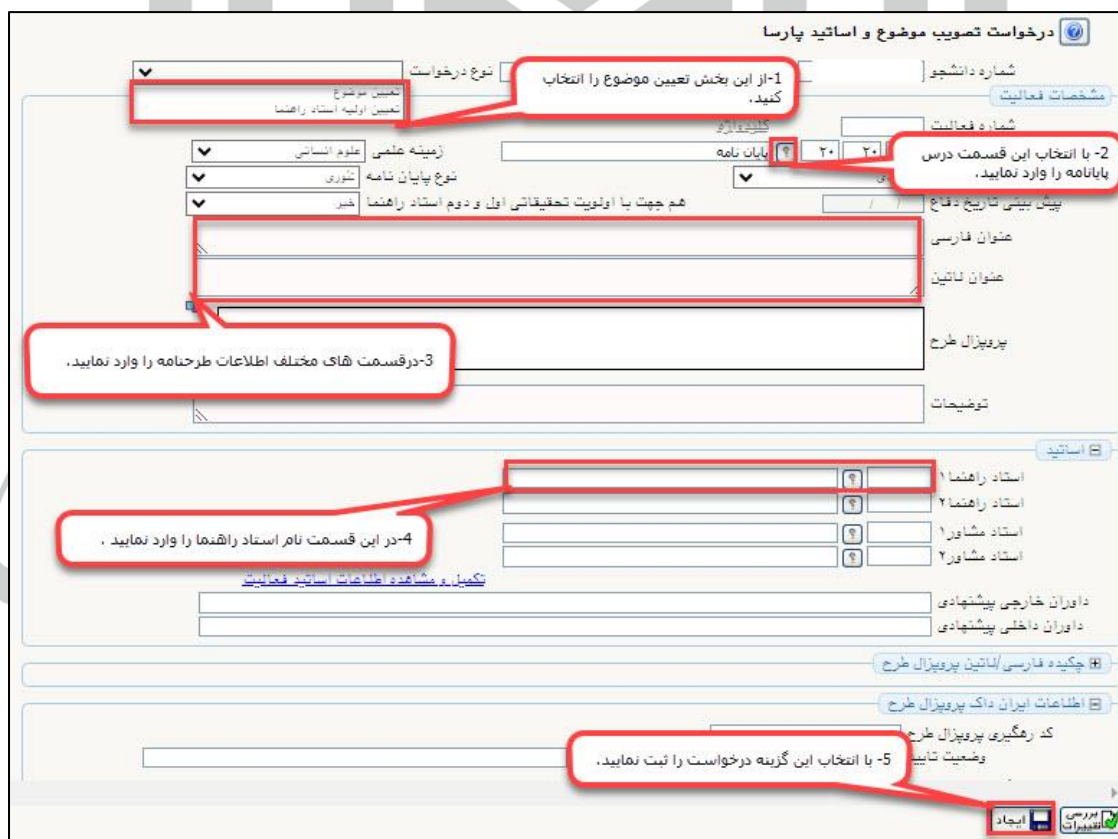 درخواست تصویب موضوع و اساتید پارسا
شماره دانشجو
نوع درخواست
تعیین موضوع
تعیین اولیه استاد راهنما
1-از این بخش تعیین موضوع را انتخاب
کنید.
مشخصات فعالیت
شماره فعالیت
کلیدواژه
۲۰ ۲۰ ؟ پایان نامه
زمینه علمی علوم انسانی
2- با انتخاب این قسمت درس
پایانامه را وارد نمایید.
نوع پایان نامه تئوری
پیش بینی تاریخ دفاع / /
هم جهت با اولویت تحقیقاتی اول و دوم استاد راهنما خیر
عنوان فارسی
عنوان لاتین
پروپزال طرح
3-درقسمت های مختلف اطلاعات طرحنامه را وارد نمایید.
توضیحات
اساتید
استاد راهنما۱ ؟
استاد راهنما۲ ؟
استاد مشاور۱ ؟
استاد مشاور۲ ؟
4-در این قسمت نام استاد راهنما را وارد نمایید .
تکمیل و مشاهده اطلاعات اساتید فعالیت
داوران خارجی پیشنهادی
داوران داخلی پیشنهادی
چکیده فارسی/لاتین پروپزال طرح
اطلاعات ایران داک پروپزال طرح
کد رهگیری پروپزال طرح
وضعیت تایید
5- با انتخاب این گزینه درخواست را ثبت نمایید.
بررسی
تغییرات
ایجاد